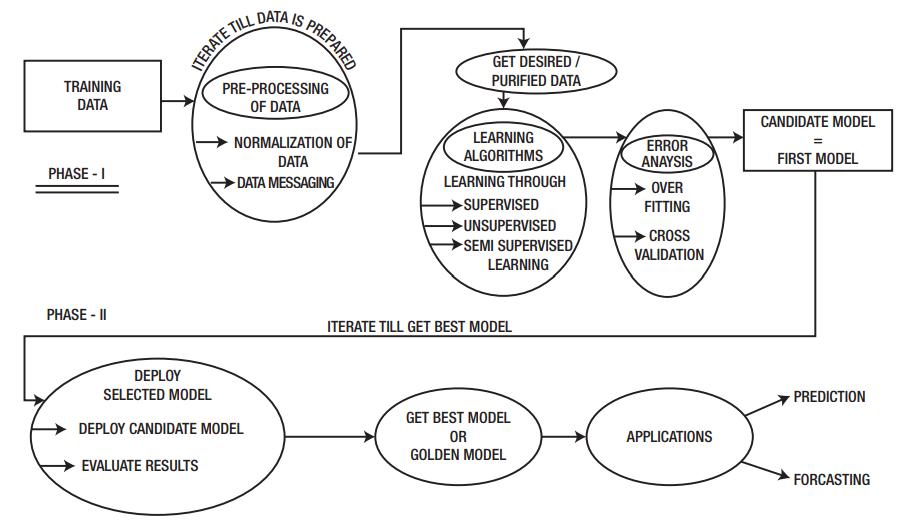 ITERATE TILL DATA IS PREPARED
TRAINING
DATA
PRE-PROCESSING
OF DATA
NORMALIZATION OF
DATA
DATA MESSAGING
PHASE - I
GET DESIRED /
PURIFIED DATA
LEARNING
ALGORITHMS
LEARNING THROUGH
SUPERVISED
UNSUPERVISED
SEMI SUPERVISED
LEARNING
ERROR
ANAYSIS
OVER
FITTING
CROSS
VALIDATION
CANDIDATE MODEL
=
FIRST MODEL
PHASE - II
ITERATE TILL GET BEST MODEL
DEPLOY
SELECTED MODEL
DEPLOY CANDIDATE MODEL
EVALUATE RESULTS
GET BEST MODEL
OR
GOLDEN MODEL
APPLICATIONS
PREDICTION
FORCASTING